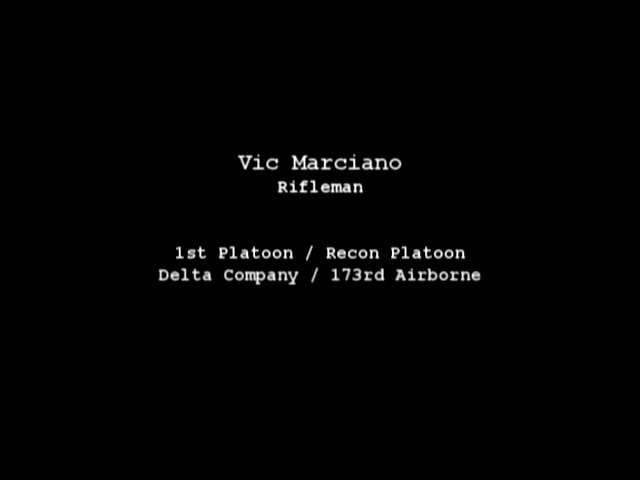 Vic Marciano
Rifleman
1st Platoon / Recon Platoon
Delta Company / 173rd Airborne